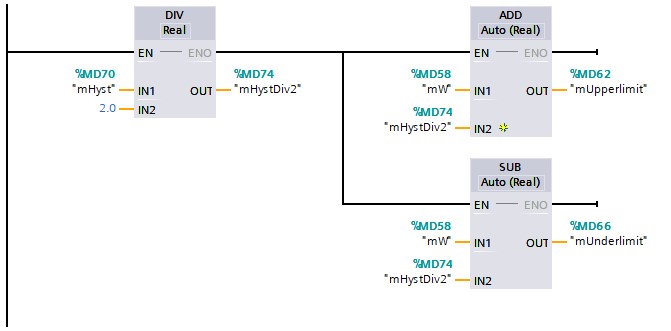 DIV
Real
EN
ENO
%MD70
"mHyst"
IN1
2.0
IN2
%MD74
OUT
"mHystDiv2"
ADD
Auto (Real)
EN
ENO
%MD58
"mW"
IN1
%MD74
"mHystDiv2"
IN2
%MD62
OUT
"mUpperlimit"
SUB
Auto (Real)
EN
ENO
%MD58
"mW"
IN1
%MD74
"mHystDiv2"
IN2
%MD66
OUT
"mUnderlimit"